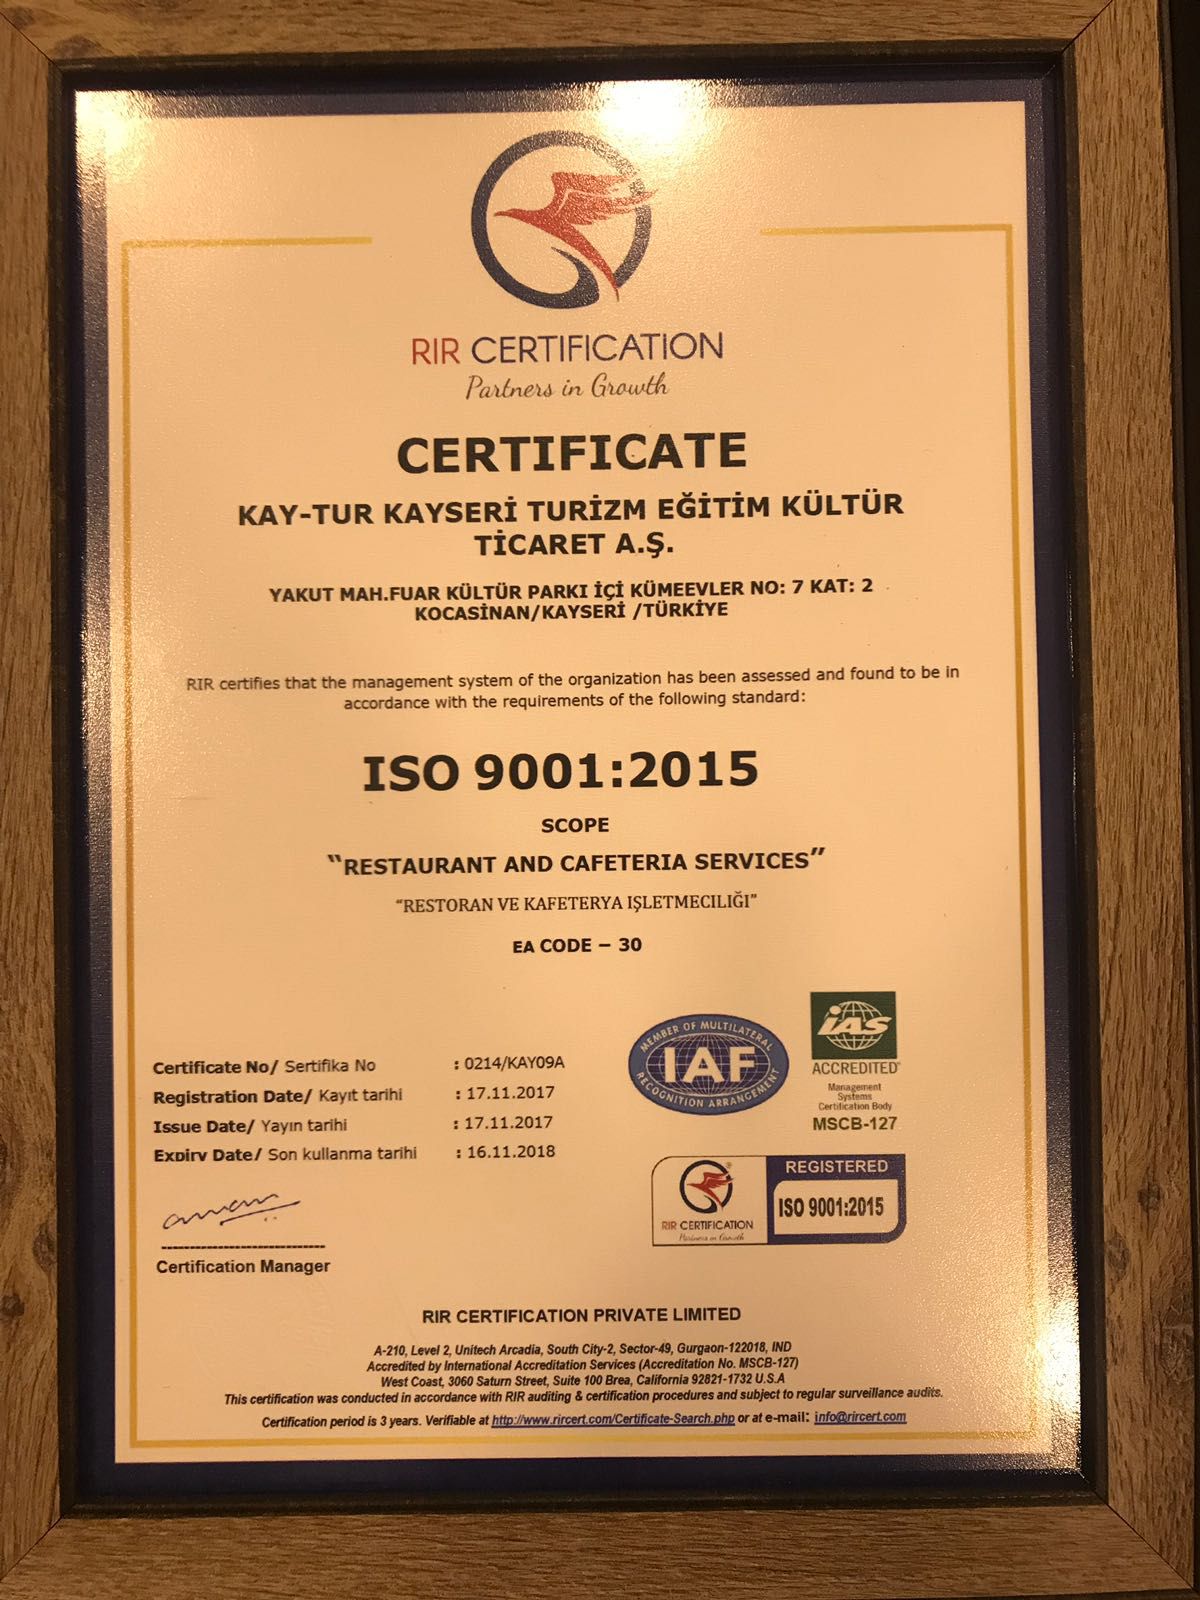 RIR CERTIFICATION
Partners in Growth
CERTIFICATE
KAY-TUR KAYSERİ TURİZM EĞİTİM KÜLTÜR
TİCARET A.Ş.
YAKUT MAH.FUAR KÜLTÜR PARKI İÇİ KÜMEEVLER NO: 7 KAT: 2
KOCASİNAN/KAYSERİ /TÜRKİYE
RIR certifies that the management system of the organization has been assessed and found to be in
accordance with the requirements of the following standard:
ISO 9001:2015
SCOPE
“RESTAURANT AND CAFETERIA SERVICES”
“RESTORAN VE KAFETERYA IŞLETMECILIĞI”
EA CODE – 30
Certificate No/ Sertifika No : 0214/KAY09A
Registration Date/ Kayıt tarihi : 17.11.2017
Issue Date/ Yayın tarihi : 17.11.2017
Expiry Date/ Son kullanma tarihi : 16.11.2018
Certification Manager
MEMBER OF MULTILATERAL
IAF
RECOGNITION ARRANGEMENT
IAS
ACCREDITED®
Management
Systems
Certification Body
MSCB-127
RIR CERTIFICATION
Partners in Growth
REGISTERED
ISO 9001:2015
RIR CERTIFICATION PRIVATE LIMITED
A-210, Level 2, Unitech Arcadia, South City-2, Sector-49, Gurgaon-122018, IND
Accredited by International Accreditation Services (Accreditation No. MSCB-127)
West Coast, 3060 Saturn Street, Suite 100 Brea, California 92821-1732 U.S.A
This certification was conducted in accordance with RIR auditing & certification procedures and subject to regular surveillance audits.
Certification period is 3 years. Verifiable at http://www.rircert.com/Certificate-Search.php or at e-mail: info@rircert.com